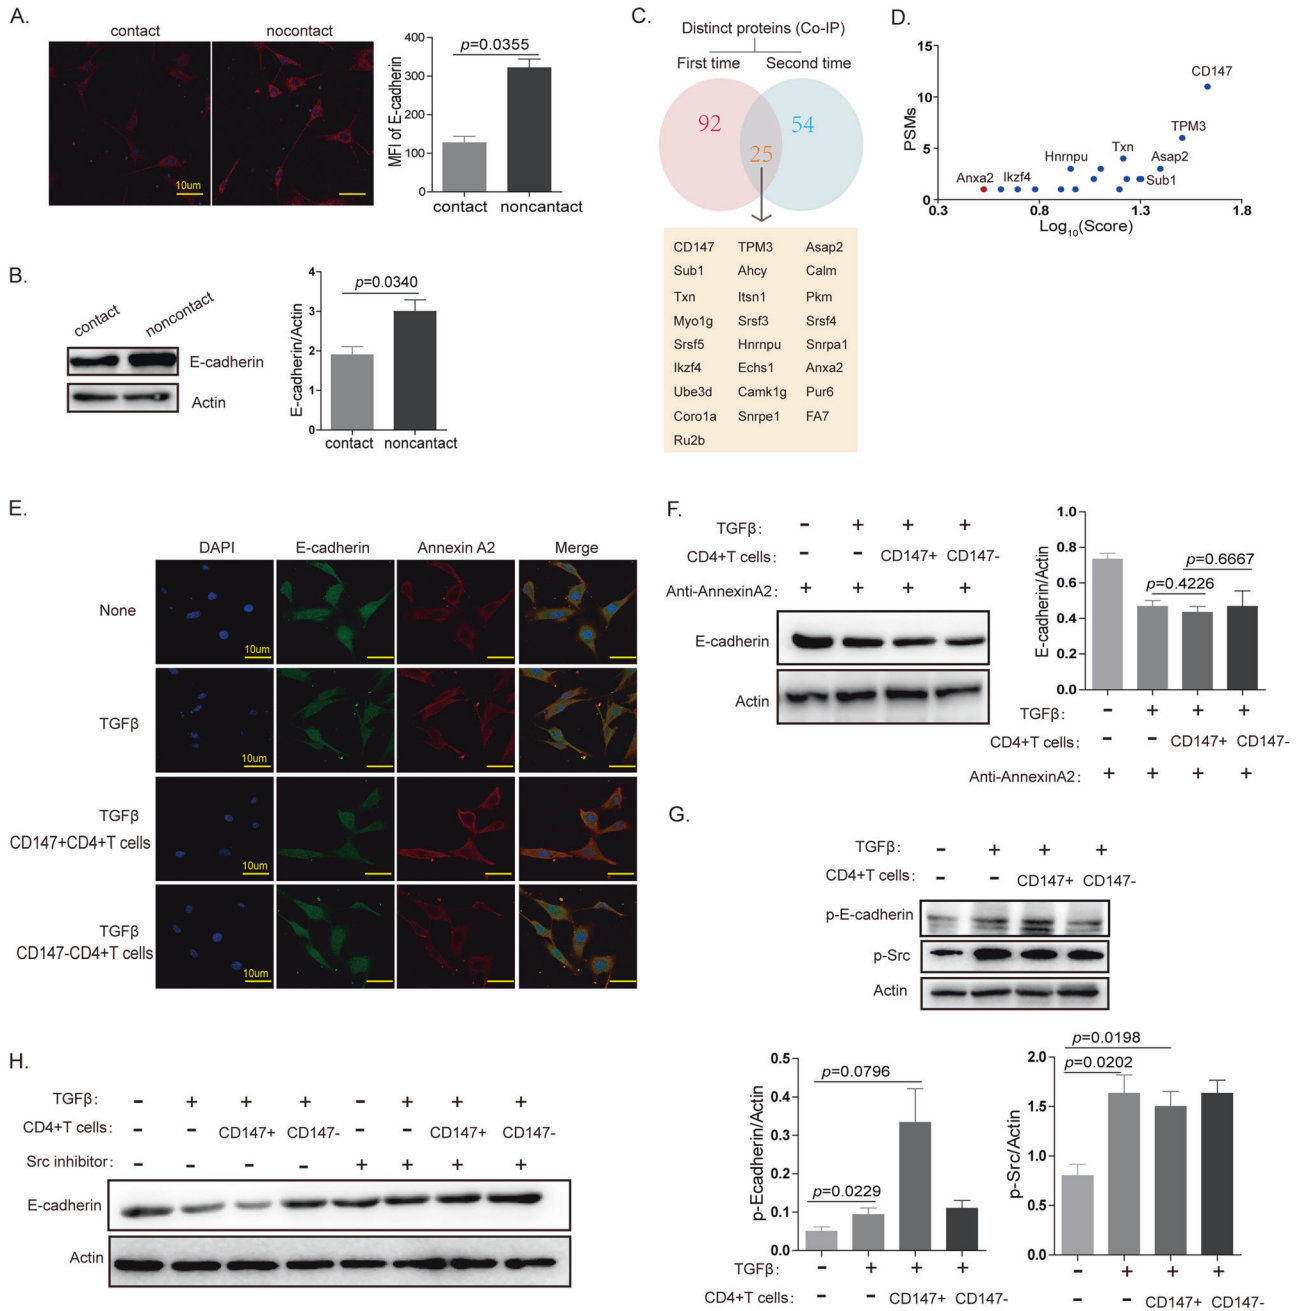 A.
contact nocontact
10um
p=0.0355
MFI of E-cadherin
400
300
200
100
0
contact noncantact
B.
contact noncontact
E-cadherin
Actin
p=0.0340
E-cadherin/Actin
4
3
2
1
0
contact noncantact
C.
Distinct proteins (Co-IP)
First time Second time
92 54
25
CD147 TPM3 Asap2
Sub1 Ahcy Calm
Txn Itsn1 Pkm
Myo1g Srsf3 Srsf4
Srsf5 Hnrnpu Snrpa1
Ikzf4 Echs1 Anxa2
Ube3d Camk1g Pur6
Coro1a Snrpe1 FA7
Ru2b
D.
PSMs
15
10
5
0
CD147
TPM3
Txn
Hnrnpu Asap2
Anxa2 Ikzf4 Sub1
0.3 0.8 1.3 1.8
Log10(Score)
E.
DAPI E-cadherin Annexin A2 Merge
None
10um
TGFβ
10um
TGFβ
CD147+CD4+T cells
10um
TGFβ
CD147-CD4+T cells
10um
F.
TGFβ: - + + +
CD4+T cells: - - CD147+ CD147-
Anti-AnnexinA2: + + + +
E-cadherin
Actin
E-cadherin/Actin
1.0
0.8
0.6
0.4
0.2
0.0
p=0.6667
p=0.4226
TGFβ: - + + +
CD4+T cells: - - CD147+ CD147-
Anti-AnnexinA2: + + + +
G.
TGFβ: - + + +
CD4+T cells: - - CD147+ CD147-
p-E-cadherin
p-Src
Actin
p-Ecadherin/Actin
0.5
0.4
0.3
0.2
0.1
0.0
p=0.0796
p=0.0229
TGFβ: - + + +
CD4+T cells: - - CD147+ CD147-
p-Src/Actin
2.0
1.5
1.0
0.5
0.0
p=0.0198
p=0.0202
- + + +
- - CD147+ CD147-
H.
TGFβ: - + + + - + + +
CD4+T cells: - - CD147+ CD147- - - CD147+ CD147-
Src inhibitor: - - - - + + + +
E-cadherin
Actin